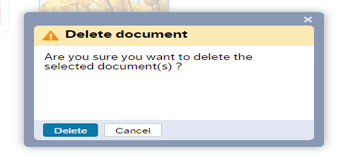 Delete document
Are you sure you want to delete the
selected document(s) ?
Delete
Cancel